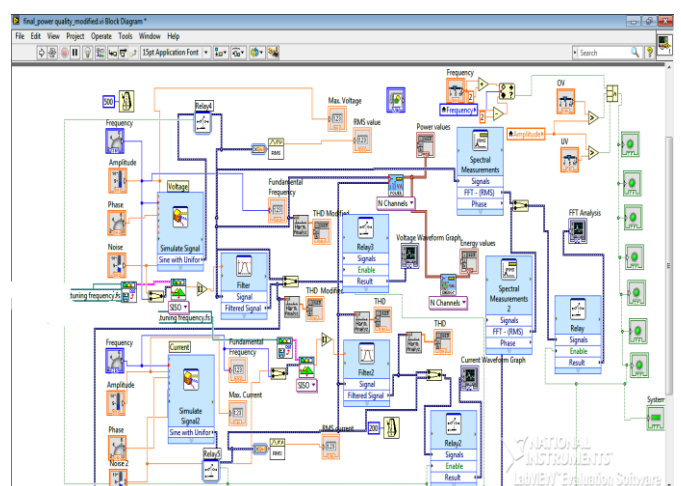 final_power quality_modified.vi Block Diagram *
File Edit View Project Operate Tools Window Help
15pt Application Font
Search
500
Relay4
Max. Voltage
RMS value
RMS
Frequency
2
Frequency
2
OV
Amplitude
UV
Frequency
Amplitude
Phase
Noise
Voltage
Simulate Signal
Sine with Unifor
Fundamental
Frequency
THD Modified
Power values
N Channels
Spectral
Measurements
Signals
FFT - (RMS)
Phase
FFT Analysis
Relay3
Signals
Enable
Result
Voltage Waveform Graph
Energy values
N Channels
Filter
Signal
Filtered Signal
tuning frequency.fs
SISO
.tuning frequency.fs
THD Modified
THD
THD
Spectral
Measurements
2
Signals
FFT - (RMS)
Phase
Relay
Signals
Enable
Result
Frequency
Amplitude
Phase
Noise 2
Current
Simulate
Signal2
Sine with Unifor
Fundamental
Frequency
Max. Current
SISO
Filter2
Signal
Filtered Signal
Current Waveform Graph
Relay5
RMS
RMS current
200
Relay2
Signals
Enable
Result
System
NATIONAL
INSTRUMENTS
LabVIEW Evaluation Software